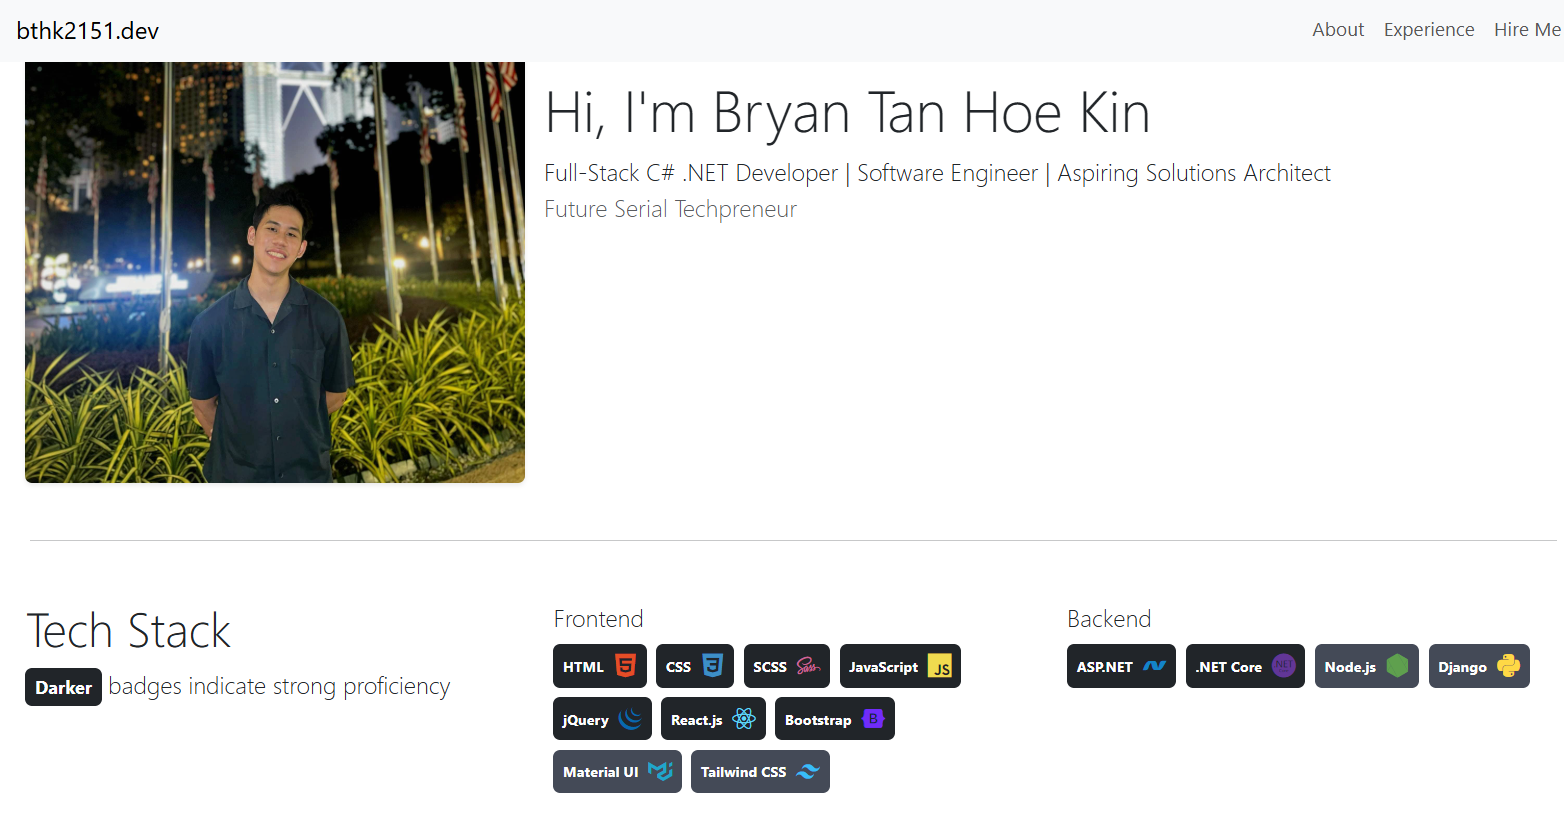 bthk2151.dev
About Experience Hire Me
Hi, I'm Bryan Tan Hoe Kin
Full-Stack C# .NET Developer | Software Engineer | Aspiring Solutions Architect
Future Serial Techpreneur
Tech Stack
Darker badges indicate strong proficiency
Frontend
HTML 5 CSS 3 SCSS Sass JavaScript JS
jQuery React.js Bootstrap B
Material UI Tailwind CSS
Backend
ASP.NET .NET Core .NET Node.js Django